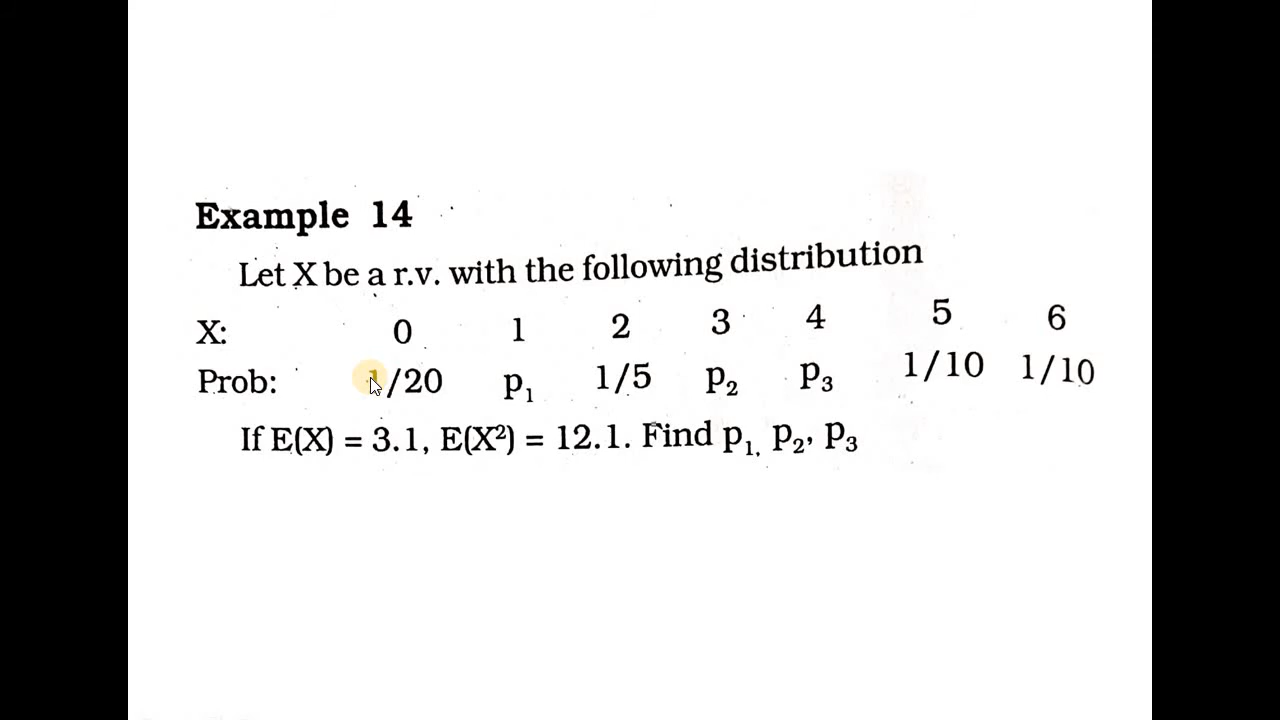 Example 14
Let X be a r.v. with the following distribution
X: 0 1 2 3 4 5 6
Prob: 1/20 p₁ 1/5 p₂ p₃ 1/10 1/10
If E(X) = 3.1, E(X²) = 12.1. Find p₁, p₂, p₃